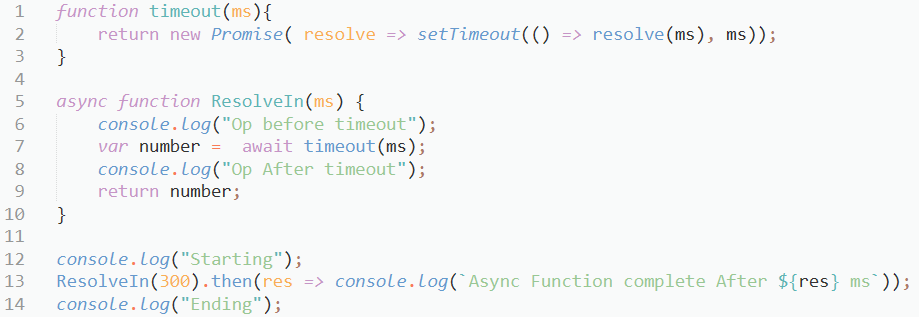 1 function timeout(ms){
2     return new Promise( resolve => setTimeout(() => resolve(ms), ms));
3 }
4
5 async function ResolveIn(ms) {
6     console.log("Op before timeout");
7     var number =  await timeout(ms);
8     console.log("Op After timeout");
9     return number;
10 }
11
12 console.log("Starting");
13 ResolveIn(300).then(res => console.log(`Async Function complete After ${res} ms`));
14 console.log("Ending");